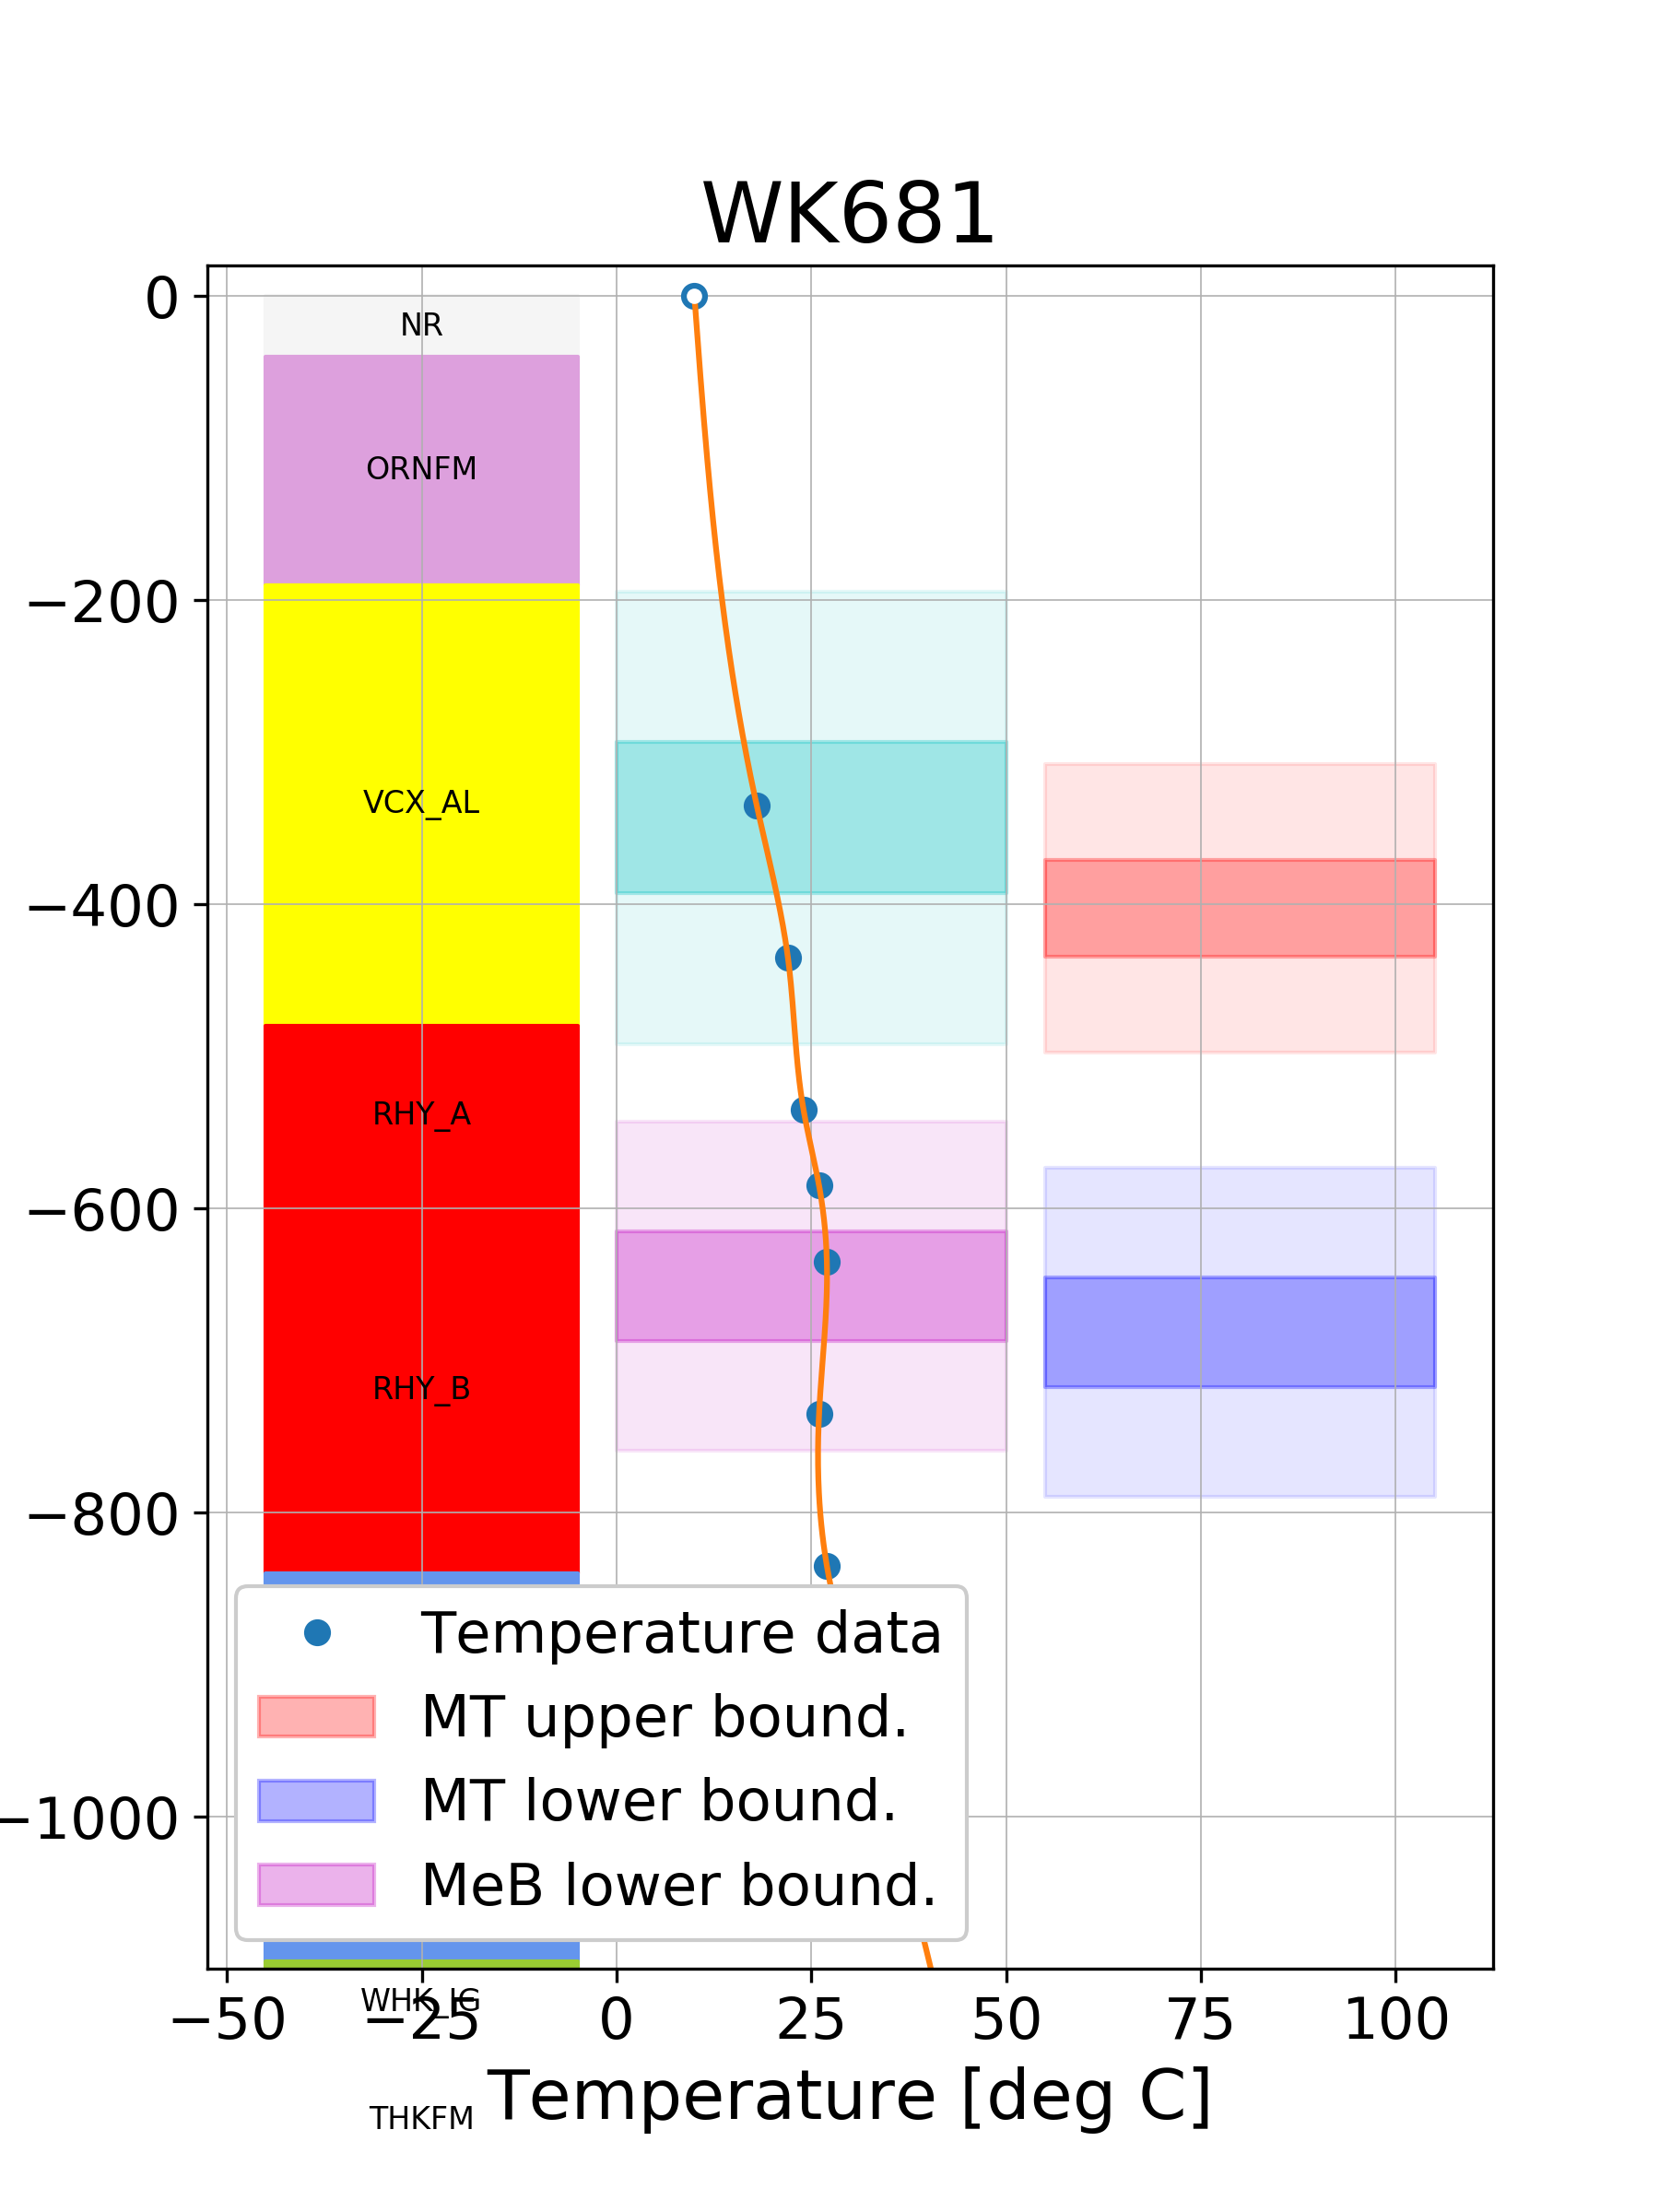 WK681
0
NR
ORNFM
−200
VCX_AL
−400
RHY_A
−600
RHY_B
−800
Temperature data
MT upper bound.
MT lower bound.
MeB lower bound.
−1000
WHK_IG
−50 −25 0 25 50 75 100
Temperature [deg C]
THKFM